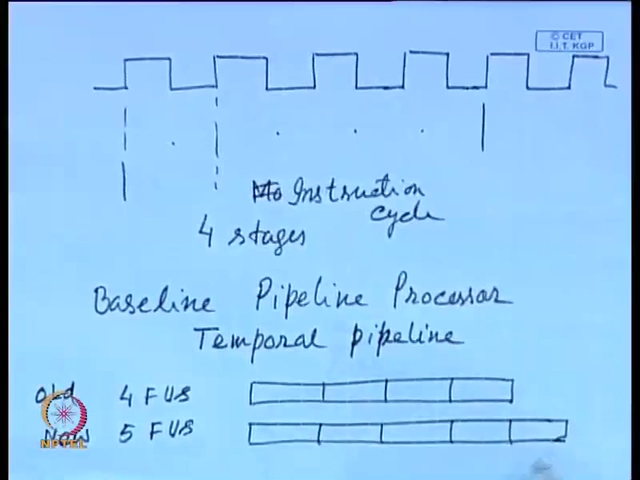 © CET
I.I.T. KGP
Instruction
cycle
4 stages
Baseline Pipeline Processor
Temporal pipeline
Old 4 FUS
New 5 FUS
NPTEL